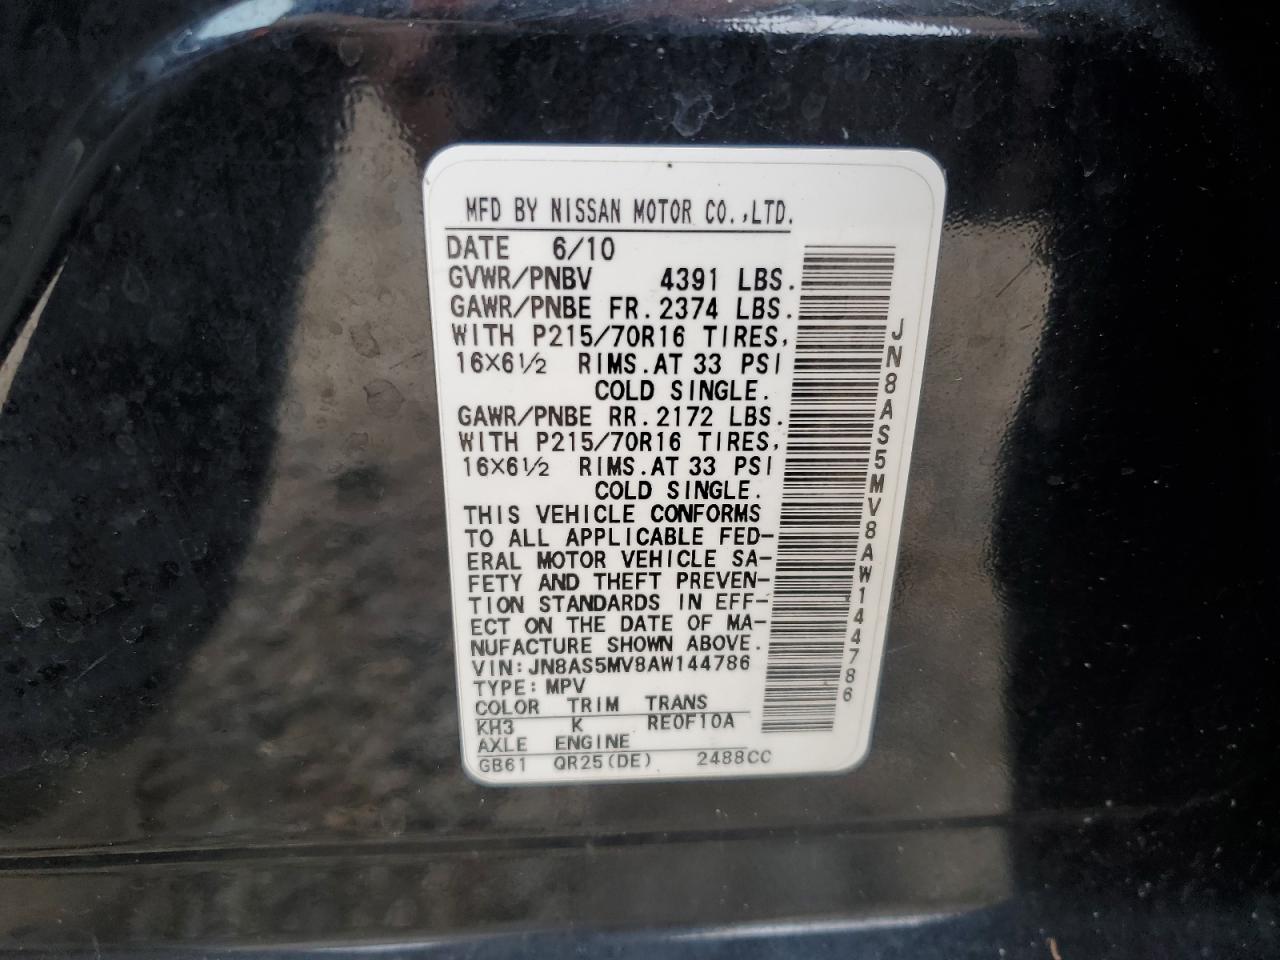 MFD BY NISSAN MOTOR CO.,LTD.
DATE 6/10
GVWR/PNBV 4391 LBS.
GAWR/PNBE FR.2374 LBS.
WITH P215/70R16 TIRES,
16×6½ RIMS.AT 33 PSI
COLD SINGLE.
GAWR/PNBE RR.2172 LBS.
WITH P215/70R16 TIRES,
16×6½ RIMS.AT 33 PSI
COLD SINGLE.
THIS VEHICLE CONFORMS
TO ALL APPLICABLE FED-
ERAL MOTOR VEHICLE SA-
FETY AND THEFT PREVEN-
TION STANDARDS IN EFF-
ECT ON THE DATE OF MA-
NUFACTURE SHOWN ABOVE.
VIN:JN8AS5MV8AW144786
TYPE:MPV
COLOR TRIM TRANS
KH3 K RE0F10A
AXLE ENGINE
GB61 QR25(DE) 2488CC
JN8AS5MV8AW144786